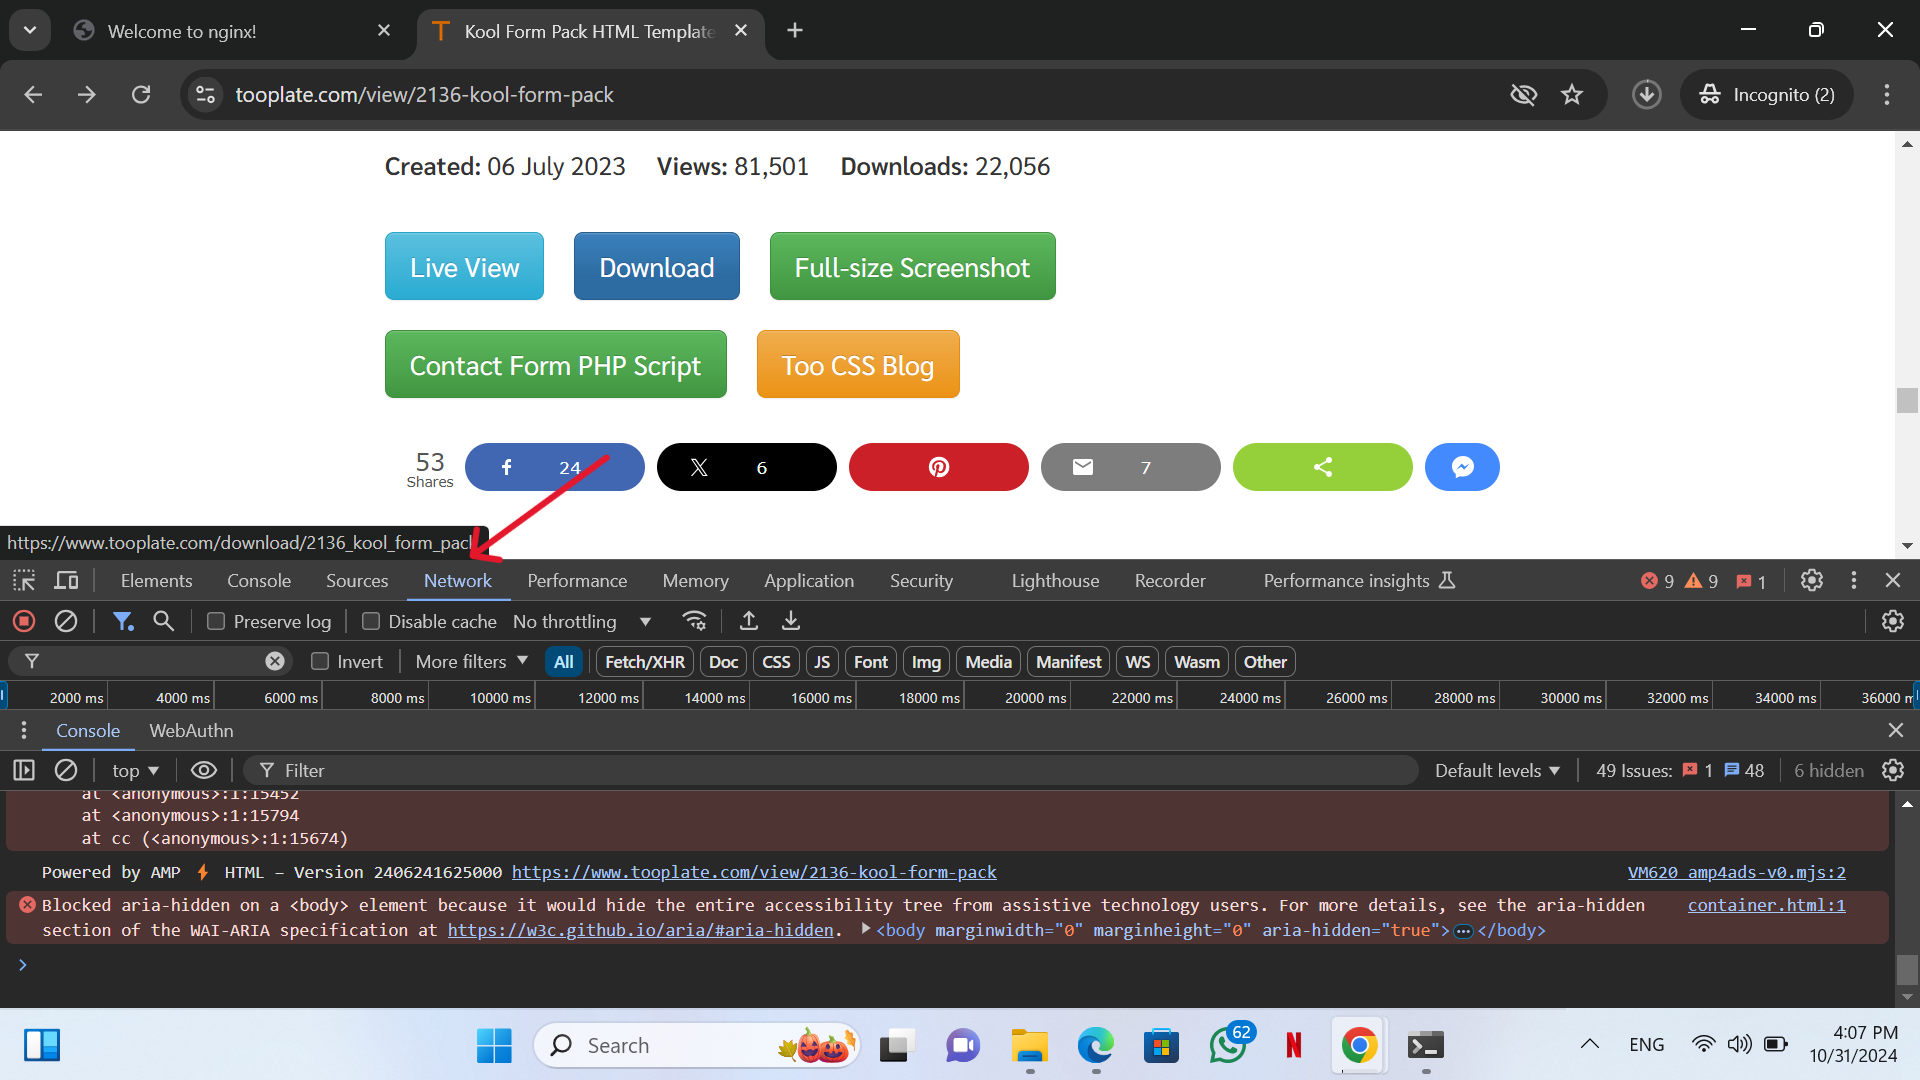 Welcome to nginx!
Kool Form Pack HTML Template
tooplate.com/view/2136-kool-form-pack
Incognito (2)
Created: 06 July 2023 Views: 81,501 Downloads: 22,056
Live View Download Full-size Screenshot
Contact Form PHP Script Too CSS Blog
53
Shares
24
6
7
https://www.tooplate.com/download/2136_kool_form_pack
Elements Console Sources Network Performance Memory Application Security Lighthouse Recorder Performance insights 9 9 1
Preserve log Disable cache No throttling
Invert More filters All Fetch/XHR Doc CSS JS Font Img Media Manifest WS Wasm Other
2000 ms 4000 ms 6000 ms 8000 ms 10000 ms 12000 ms 14000 ms 16000 ms 18000 ms 20000 ms 22000 ms 24000 ms 26000 ms 28000 ms 30000 ms 32000 ms 34000 ms 36000 m
Console WebAuthn
top Filter Default levels 49 Issues: 1 48 6 hidden
at <anonymous>:1:15452
at <anonymous>:1:15794
at cc (<anonymous>:1:15674)
Powered by AMP ⚡ HTML – Version 2406241625000 https://www.tooplate.com/view/2136-kool-form-pack VM620 amp4ads-v0.mjs:2
Blocked aria-hidden on a <body> element because it would hide the entire accessibility tree from assistive technology users. For more details, see the aria-hidden container.html:1
section of the WAI-ARIA specification at https://w3c.github.io/aria/#aria-hidden. <body marginwidth="0" marginheight="0" aria-hidden="true">…</body>
Search
62
N
ENG
4:07 PM
10/31/2024